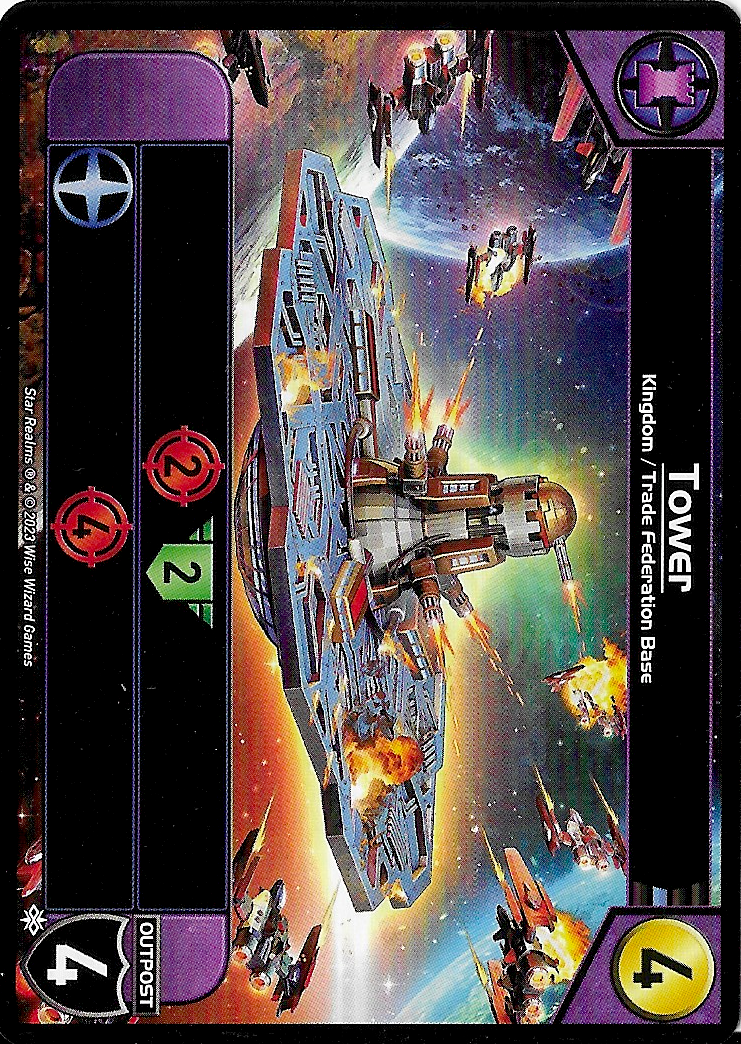 Tower
Kingdom / Trade Federation Base
4
2 2
4
OUTPOST
4
Star Realms ® & © 2023 Wise Wizard Games